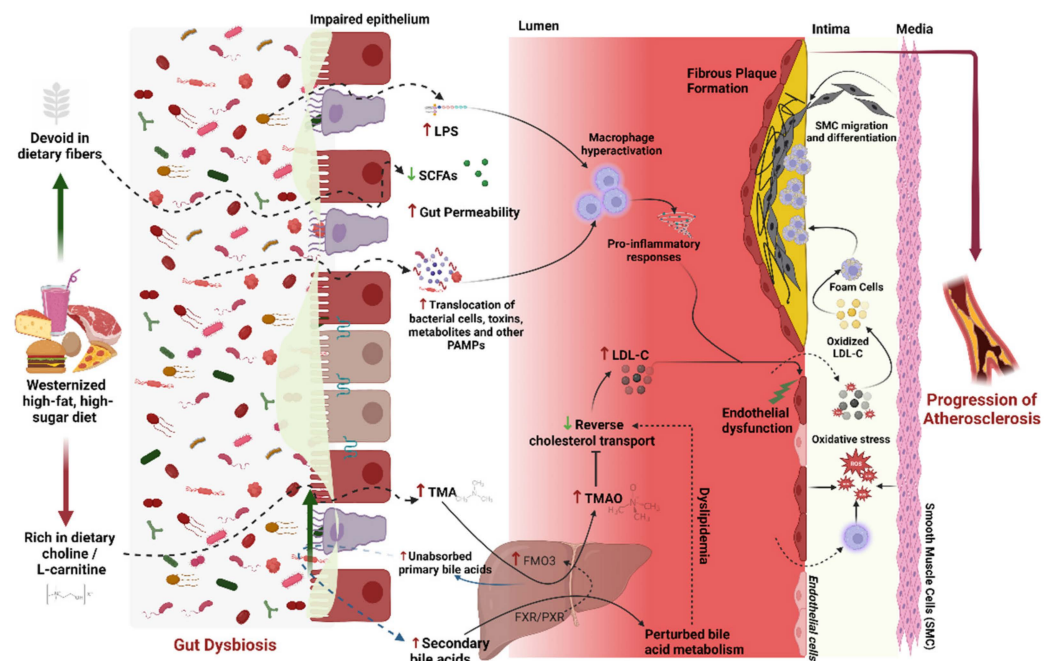 Impaired epithelium
Lumen
Intima
Media
Devoid in
dietary fibers
Westernized
high-fat, high-
sugar diet
Rich in dietary
choline /
L-carnitine
Gut Dysbiosis
↑ LPS
↓ SCFAs
↑ Gut Permeability
↑ Translocation of
bacterial cells, toxins,
metabolites and other
PAMPs
↑ TMA
↑ Unabsorbed
primary bile acids
↑ Secondary
bile acids
↑ FMO3
FXR/PXR
Macrophage
hyperactivation
Pro-inflammatory
responses
↑ LDL-C
↓ Reverse
cholesterol transport
↑ TMAO
Dyslipidemia
Perturbed bile
acid metabolism
Fibrous Plaque
Formation
Endothelial
dysfunction
Endothelial cells
SMC migration
and differentiation
Foam Cells
Oxidized
LDL-C
Oxidative stress
ROS
Smooth Muscle Cells (SMC)
Progression of
Atherosclerosis